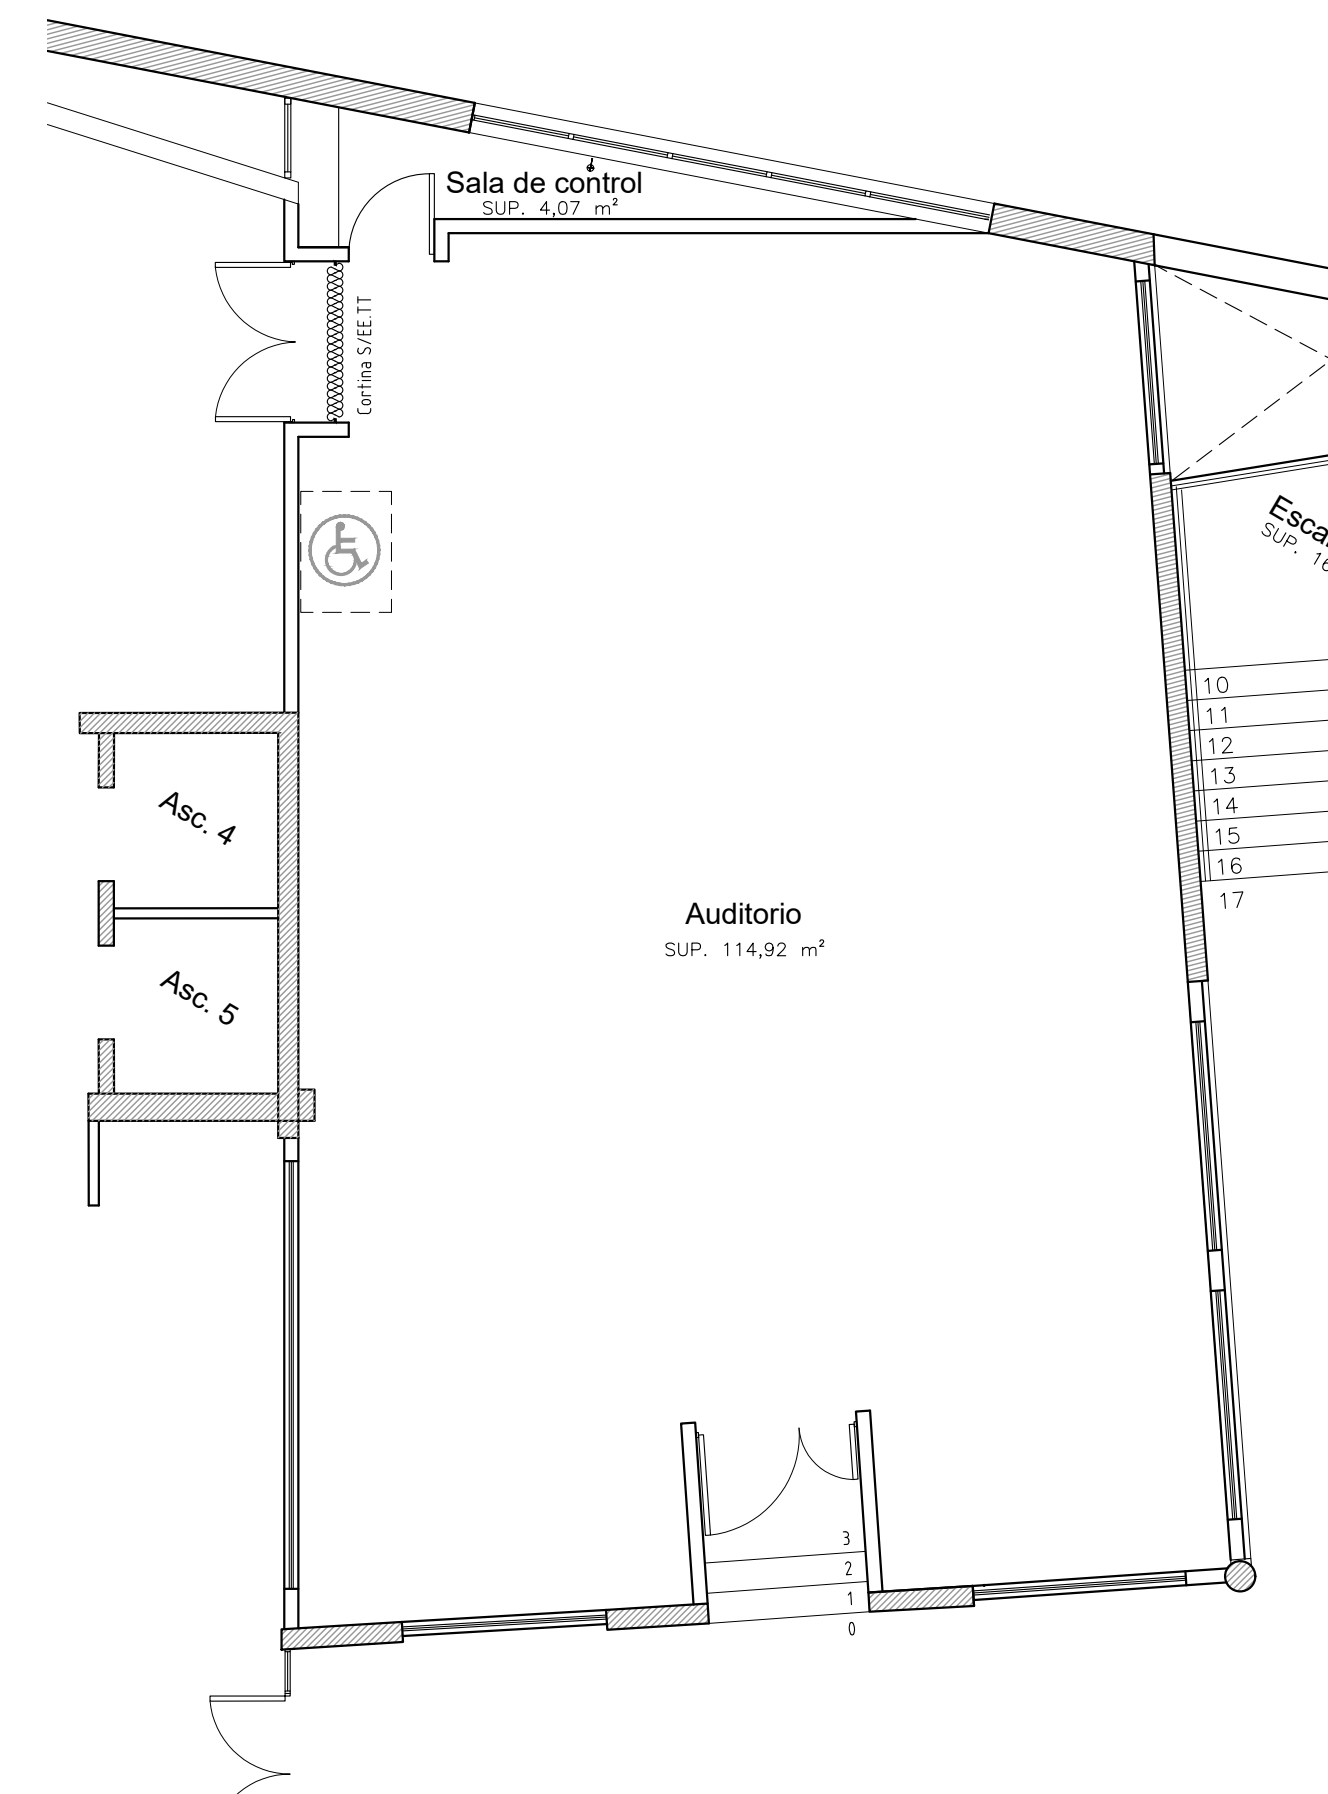 Sala de control
SUP. 4,07 m²
Cortina S/EE.TT
10
11
12
13
14
15
16
17
Asc. 4
Auditorio
SUP. 114,92 m²
Asc. 5
3
2
1
0